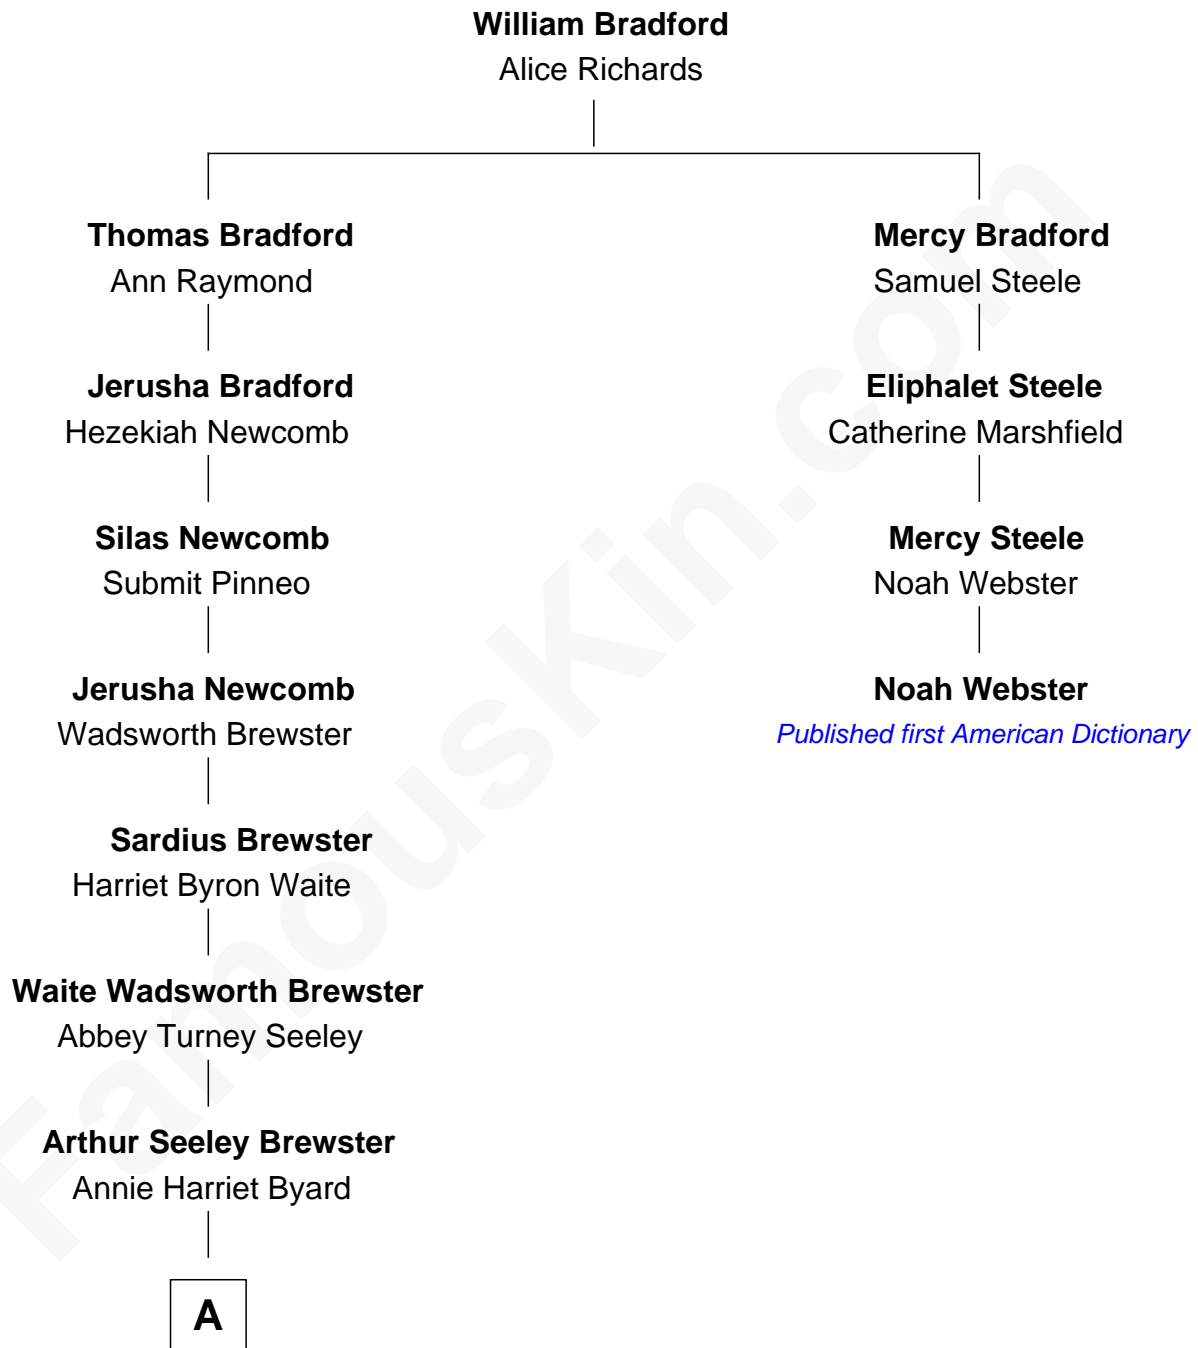 William Bradford
Alice Richards
Thomas Bradford
Ann Raymond
Mercy Bradford
Samuel Steele
Jerusha Bradford
Hezekiah Newcomb
Eliphalet Steele
Catherine Marshfield
Silas Newcomb
Submit Pinneo
Mercy Steele
Noah Webster
Jerusha Newcomb
Wadsworth Brewster
Noah Webster
Published first American Dictionary
Sardius Brewster
Harriet Byron Waite
Waite Wadsworth Brewster
Abbey Turney Seeley
Arthur Seeley Brewster
Annie Harriet Byard
A
FamousKin.com